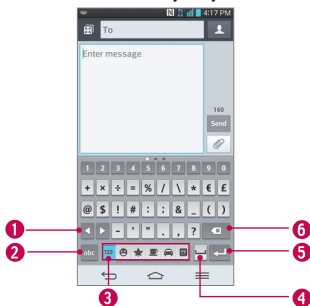 4:17 PM
To
Enter message
160
Send
1 2 3 4 5 6 7 8 9 0
+ × ÷ = % / \ * € £
@ $ ! # : ; & _ ( )
1 - ' " . , ? 6
2 abc 123 5
3 4